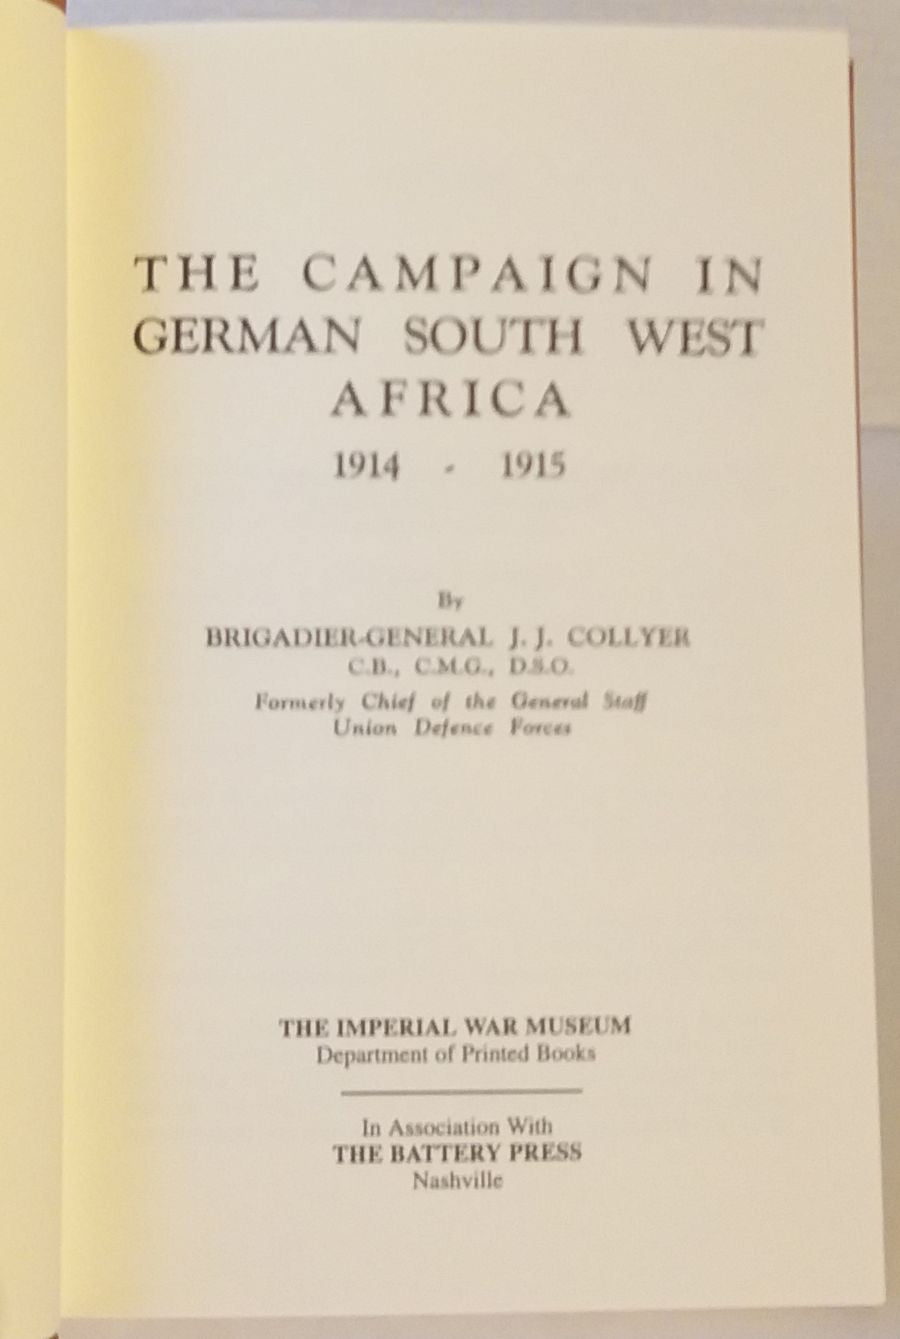 THE CAMPAIGN IN
GERMAN SOUTH WEST
AFRICA
1914 - 1915
By
BRIGADIER-GENERAL J. J. COLLYER
C.B., C.M.G., D.S.O.
Formerly Chief of the General Staff
Union Defence Forces
THE IMPERIAL WAR MUSEUM
Department of Printed Books
In Association With
THE BATTERY PRESS
Nashville